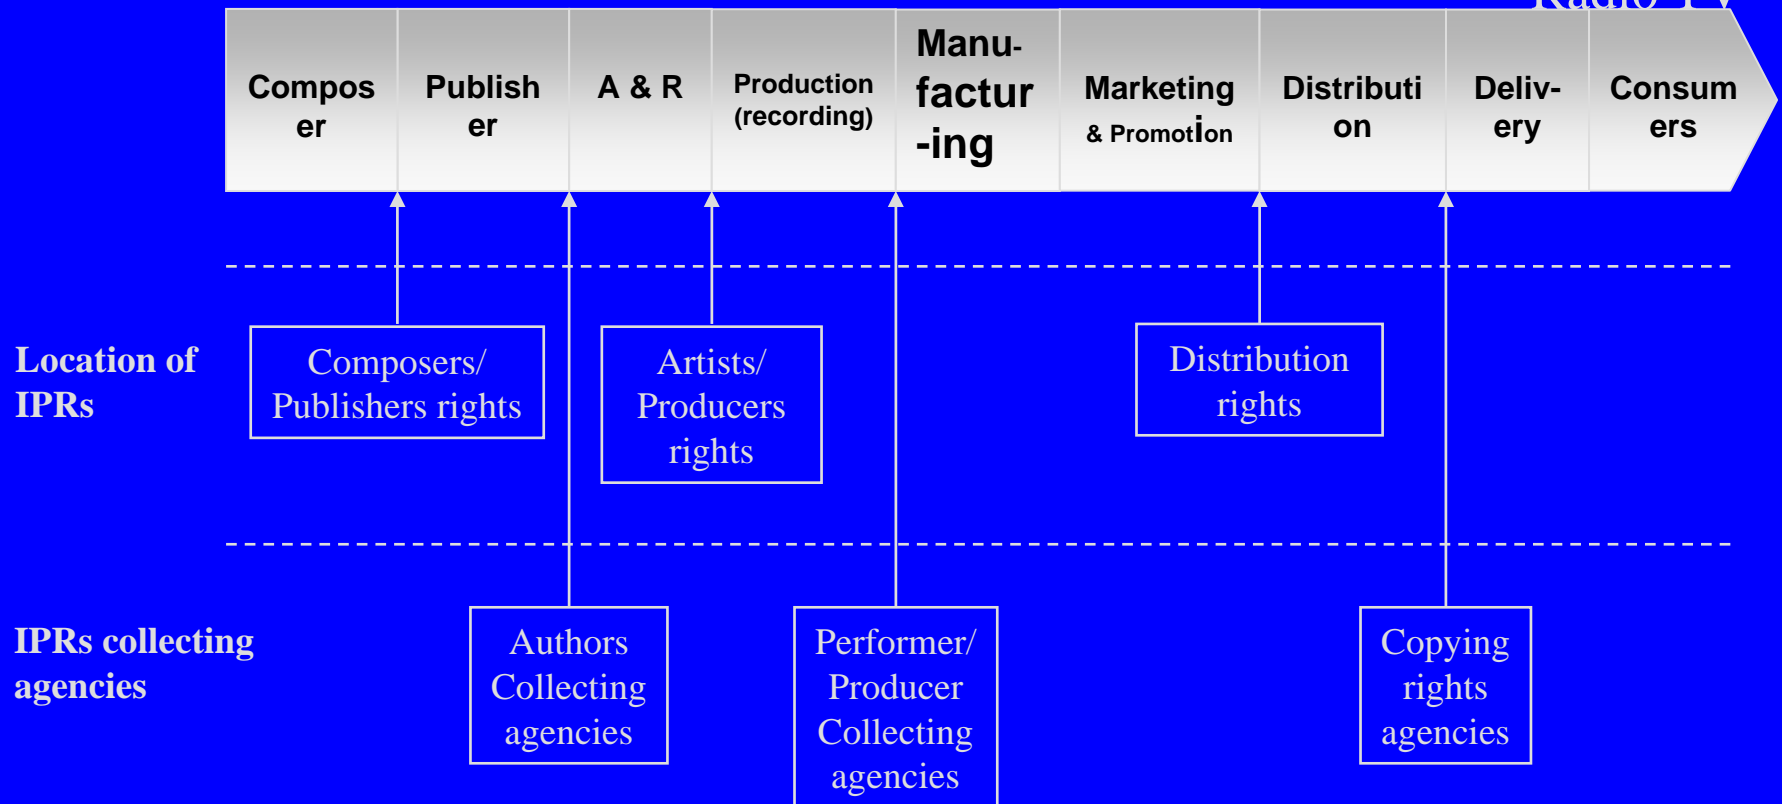 Radio TV
Compos
er
Publish
er
A & R
Production
(recording)
Manu-
factur
-ing
Marketing
& Promotion
Distributi
on
Deliv-
ery
Consum
ers
Location of
IPRs
Composers/
Publishers rights
Artists/
Producers
rights
Distribution
rights
IPRs collecting
agencies
Authors
Collecting
agencies
Performer/
Producer
Collecting
agencies
Copying
rights
agencies